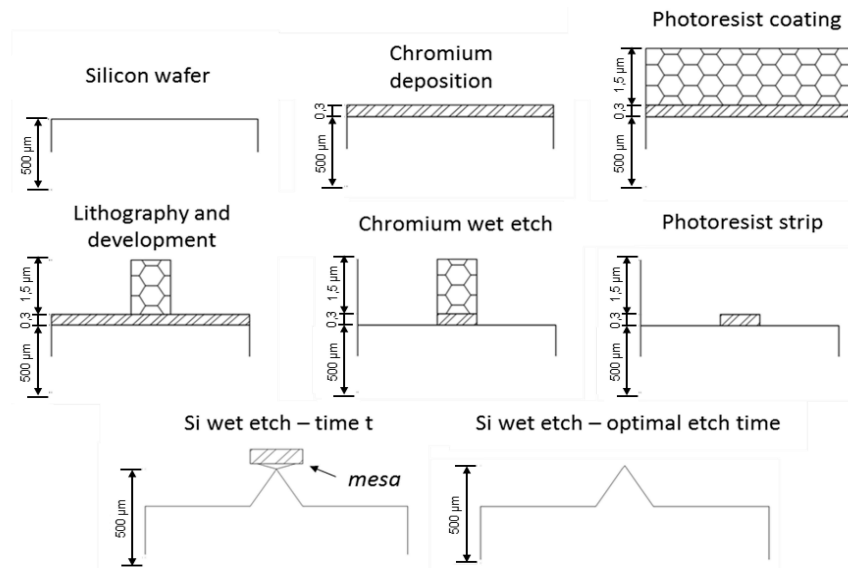 Silicon wafer
500 µm
Chromium
deposition
0,3
500 µm
Photoresist coating
1,5 µm
0,3
500 µm
Lithography and
development
1,5 µm
0,3
500 µm
Chromium wet etch
1,5 µm
0,3
500 µm
Photoresist strip
1,5 µm
0,3
500 µm
Si wet etch – time t
500 µm
mesa
Si wet etch – optimal etch time
500 µm